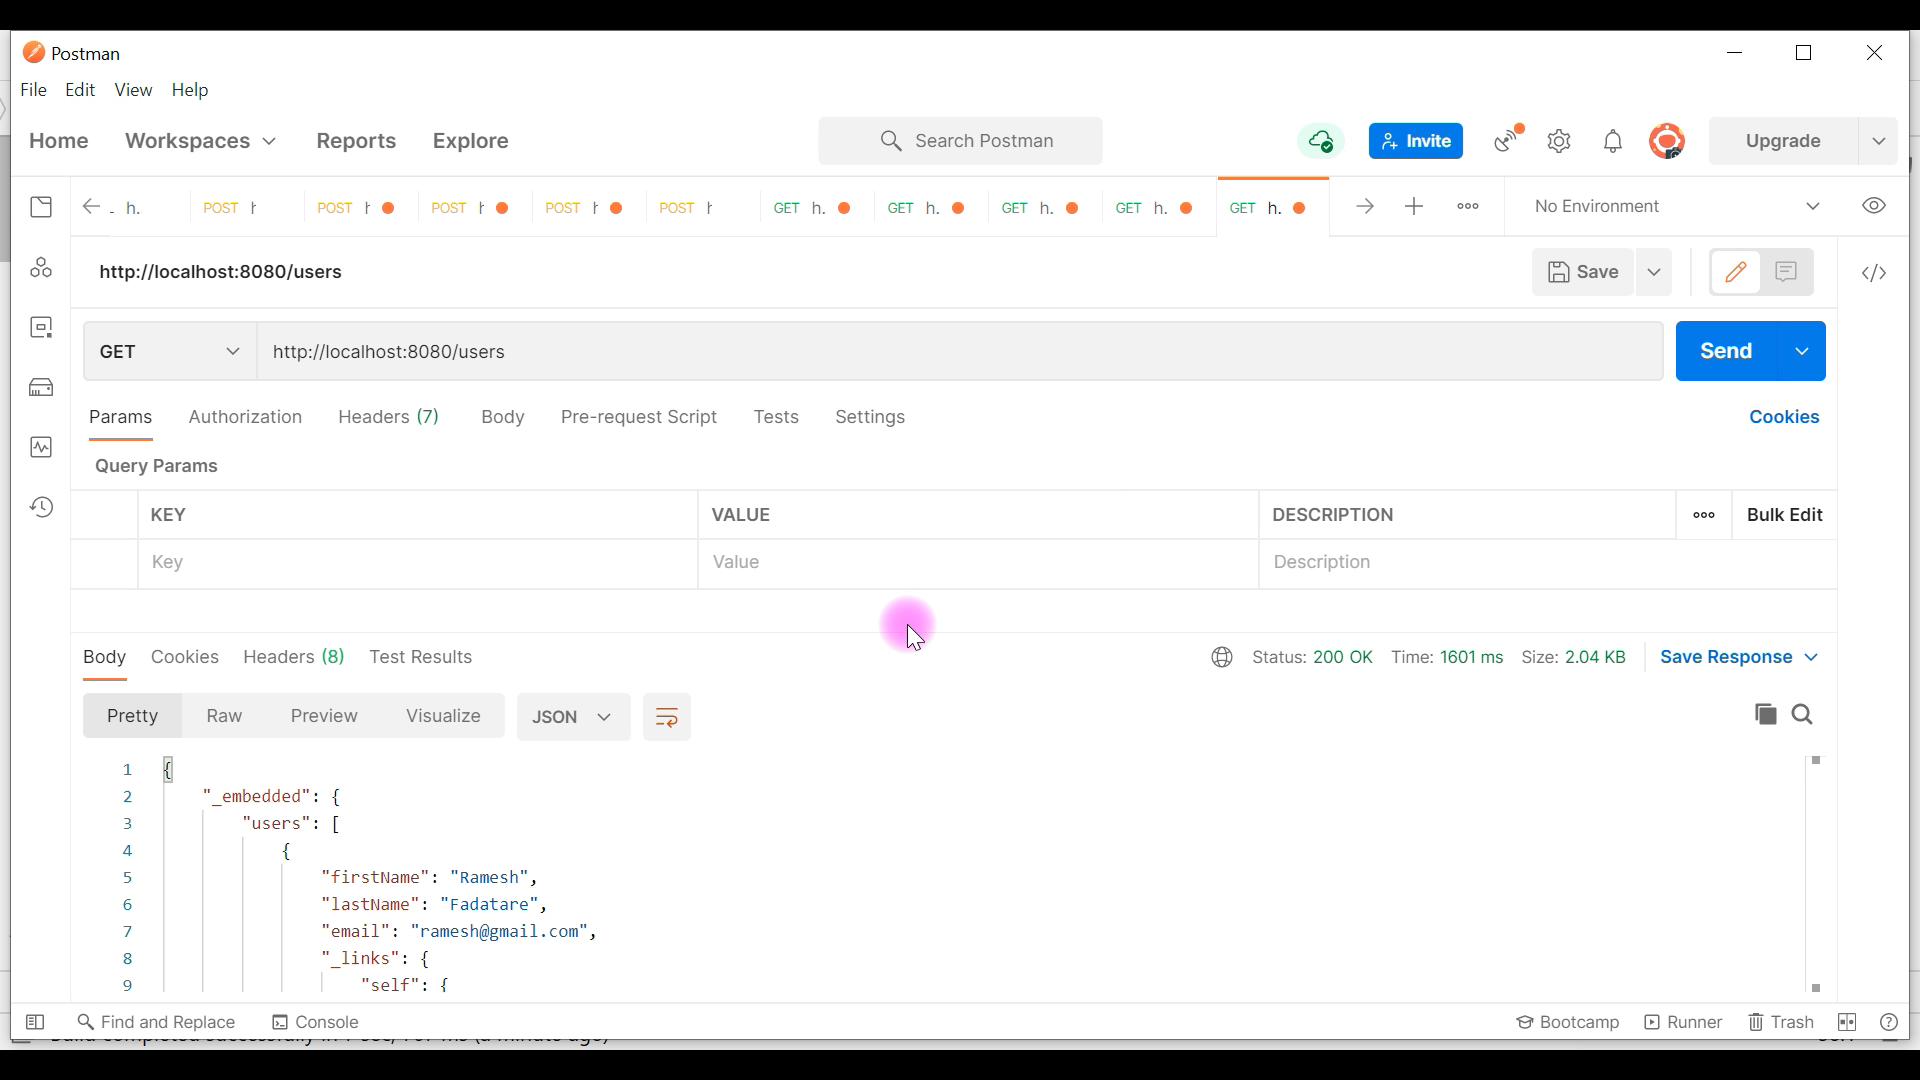 Postman
File Edit View Help
Home Workspaces Reports Explore Search Postman Invite Upgrade
h. POST POST POST POST POST GET h. GET h. GET h. GET h. GET h. No Environment
http://localhost:8080/users Save
GET http://localhost:8080/users Send
Params Authorization Headers (7) Body Pre-request Script Tests Settings Cookies
Query Params
KEY VALUE DESCRIPTION Bulk Edit
Key Value Description
Body Cookies Headers (8) Test Results Status: 200 OK Time: 1601 ms Size: 2.04 KB Save Response
Pretty Raw Preview Visualize JSON
1 {
2 "_embedded": {
3 "users": [
4 {
5 "firstName": "Ramesh",
6 "lastName": "Fadatare",
7 "email": "ramesh@gmail.com",
8 "_links": {
9 "self": {
Find and Replace Console Bootcamp Runner Trash